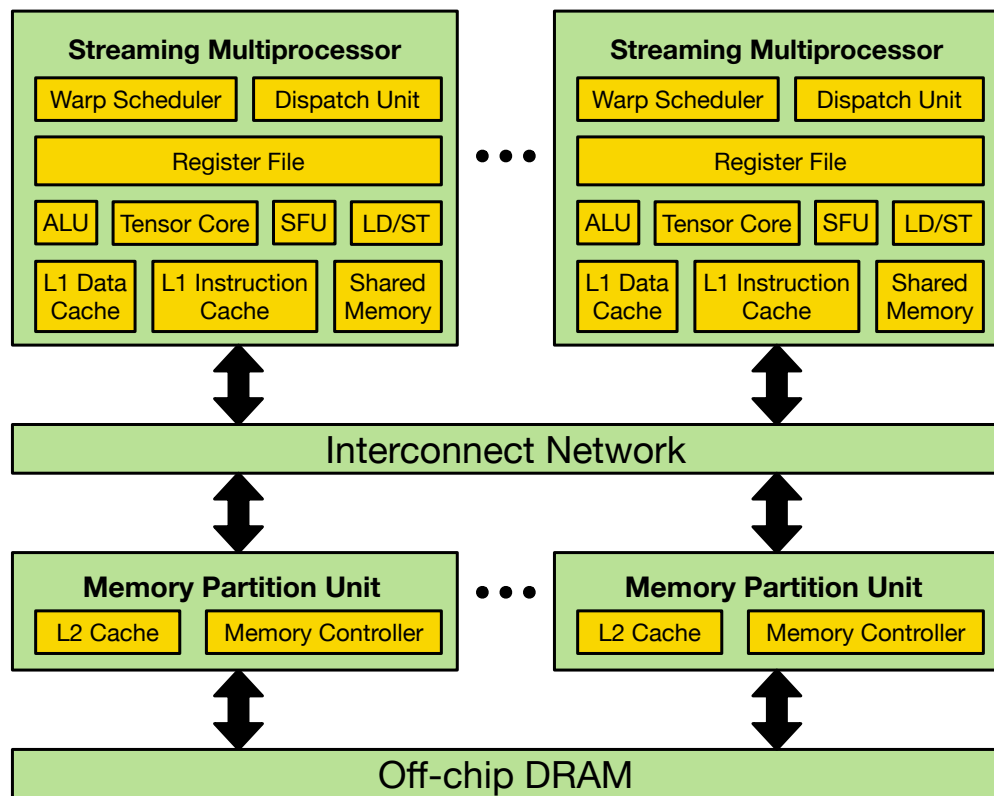 Streaming Multiprocessor
Warp Scheduler
Dispatch Unit
Register File
ALU
Tensor Core
SFU
LD/ST
L1 Data
Cache
L1 Instruction
Cache
Shared
Memory
Streaming Multiprocessor
Warp Scheduler
Dispatch Unit
Register File
ALU
Tensor Core
SFU
LD/ST
L1 Data
Cache
L1 Instruction
Cache
Shared
Memory
Interconnect Network
Memory Partition Unit
L2 Cache
Memory Controller
Memory Partition Unit
L2 Cache
Memory Controller
Off-chip DRAM